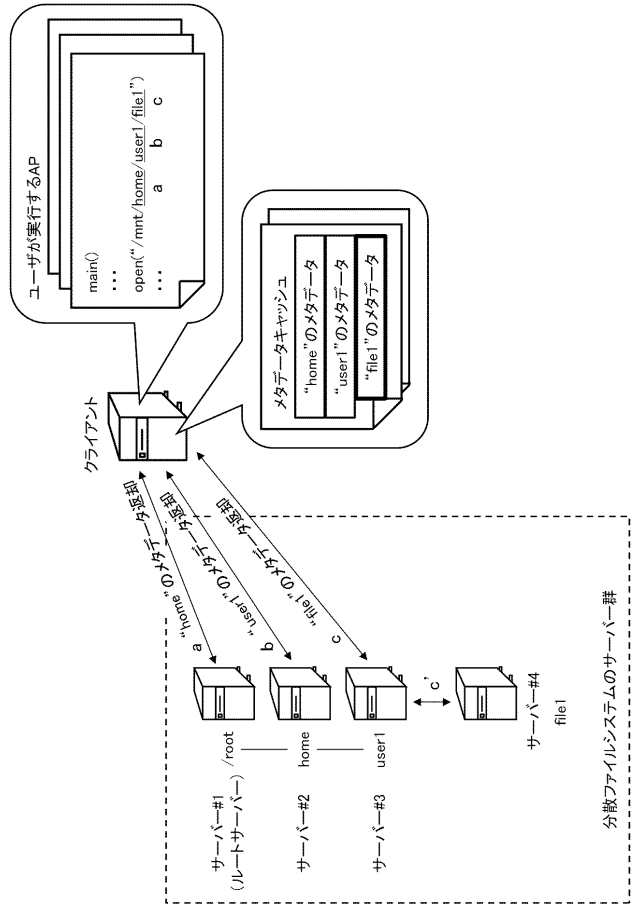 ユーザが実行するAP
main()
・・・
open(“/mnt/home/user1/file1”)
a b c
・・・
クライアント
メタデータキャッシュ
“home”のメタデータ
“user1”のメタデータ
“file1”のメタデータ
a “home”のメタデータ返却
b “user1”のメタデータ返却
c “file1”のメタデータ返却
サーバー#1
(ルートサーバー)
/root
サーバー#2
home
サーバー#3
user1
c’
サーバー#4
file1
分散ファイルシステムのサーバー群